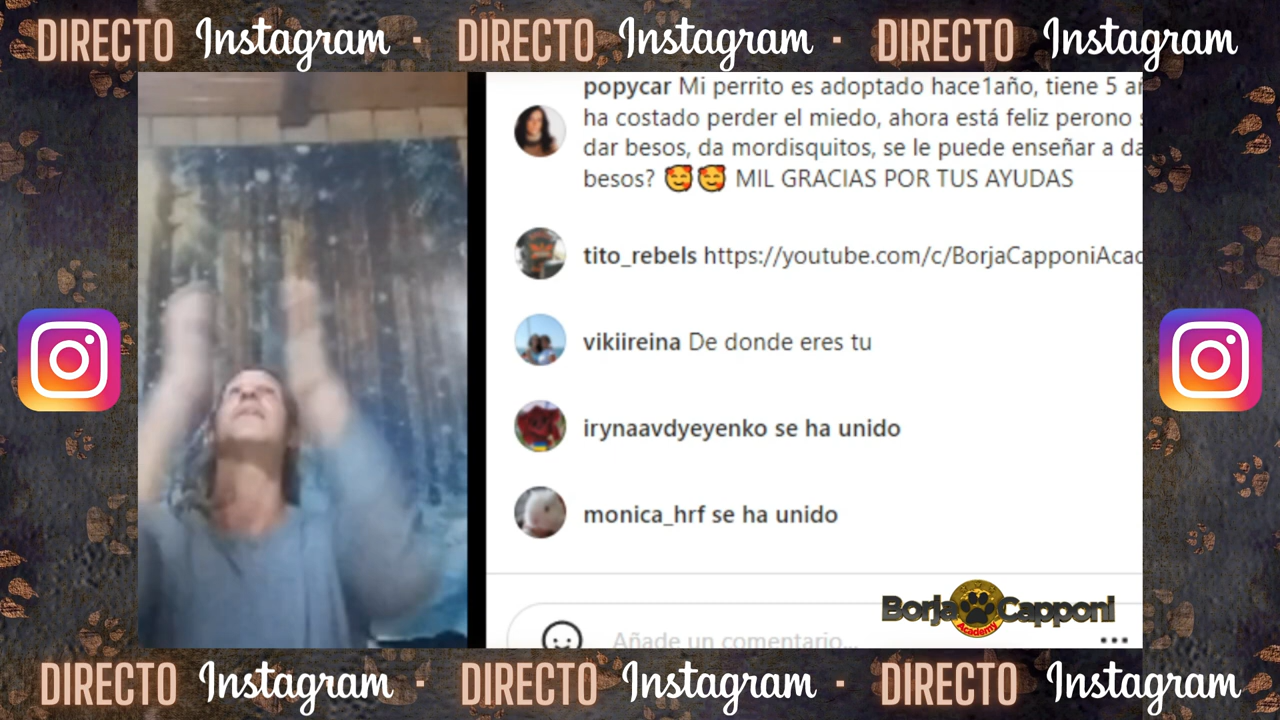 DIRECTO Instagram · DIRECTO Instagram · DIRECTO Instagram
popycar Mi perrito es adoptado hace1año, tiene 5
ha costado perder el miedo, ahora está feliz perono
dar besos, da mordisquitos, se le puede enseñar a
besos? 🥰🥰 MIL GRACIAS POR TUS AYUDAS
tito_rebels https://youtube.com/c/BorjaCapponiAcad
vikiireina De donde eres tu
irynaavdyeyenko se ha unido
monica_hrf se ha unido
Borja Capponi
Academy
Añade un comentario...
DIRECTO Instagram · DIRECTO Instagram · DIRECTO Instagram